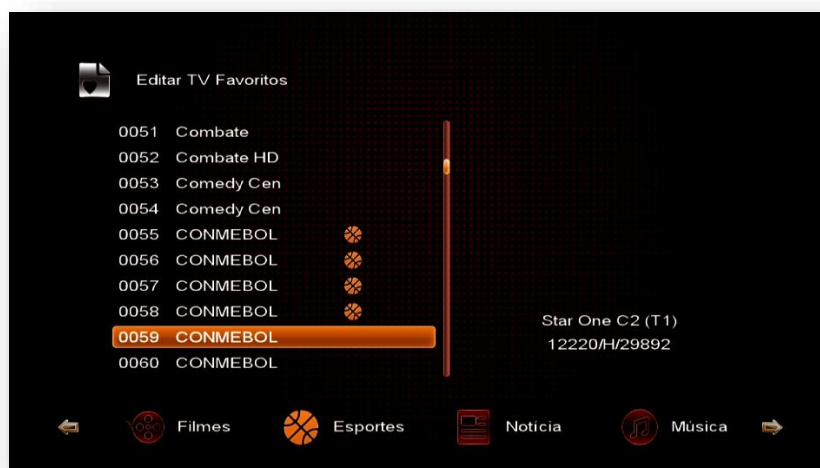 Editar TV Favoritos
0051 Combate
0052 Combate HD
0053 Comedy Cen
0054 Comedy Cen
0055 CONMEBOL
0056 CONMEBOL
0057 CONMEBOL
0058 CONMEBOL
0059 CONMEBOL
0060 CONMEBOL
Star One C2 (T1)
12220/H/29892
Filmes Esportes Notícia Música